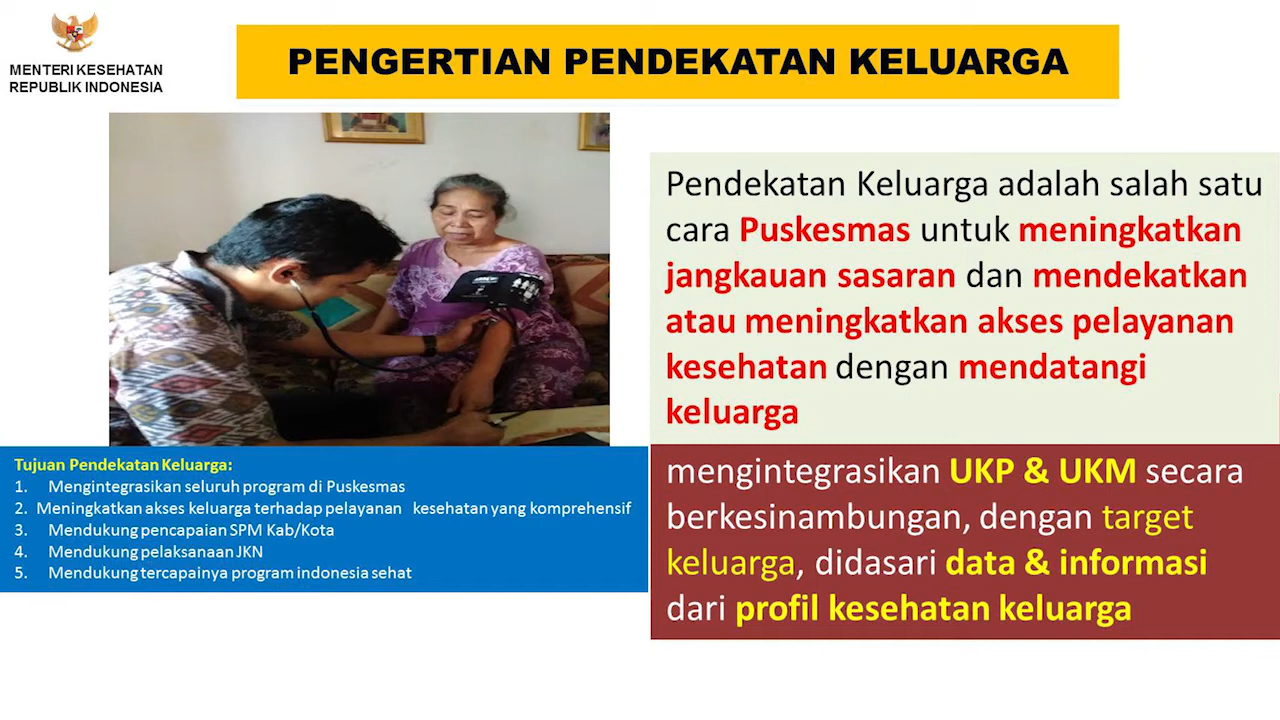 MENTERI KESEHATAN
REPUBLIK INDONESIA
PENGERTIAN PENDEKATAN KELUARGA
Pendekatan Keluarga adalah salah satu
cara Puskesmas untuk meningkatkan
jangkauan sasaran dan mendekatkan
atau meningkatkan akses pelayanan
kesehatan dengan mendatangi
keluarga
mengintegrasikan UKP & UKM secara
berkesinambungan, dengan target
keluarga, didasari data & informasi
dari profil kesehatan keluarga
Tujuan Pendekatan Keluarga:
1. Mengintegrasikan seluruh program di Puskesmas
2. Meningkatkan akses keluarga terhadap pelayanan kesehatan yang komprehensif
3. Mendukung pencapaian SPM Kab/Kota
4. Mendukung pelaksanaan JKN
5. Mendukung tercapainya program indonesia sehat